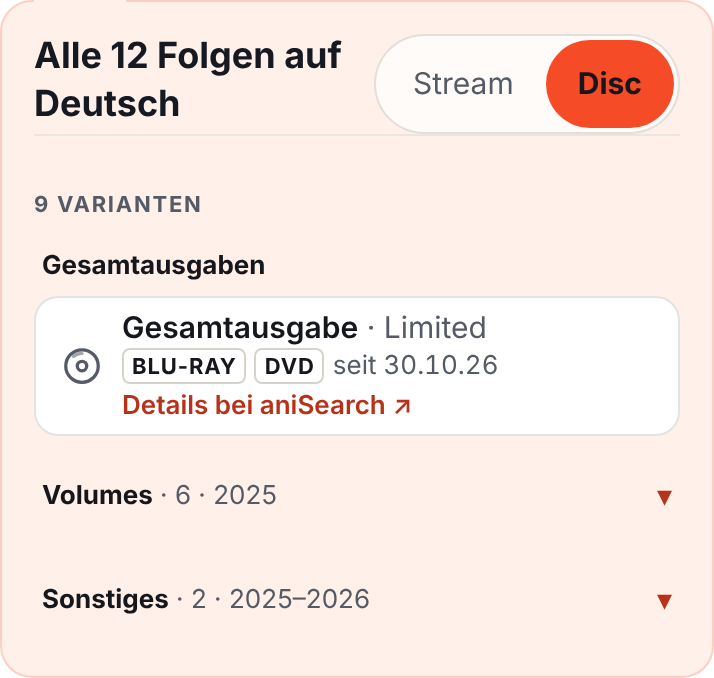 Alle 12 Folgen auf
Deutsch
Stream
Disc
9 VARIANTEN
Gesamtausgaben
Gesamtausgabe · Limited
BLU-RAY DVD seit 30.10.26
Details bei aniSearch ↗
Volumes · 6 · 2025 ▼
Sonstiges · 2 · 2025–2026 ▼